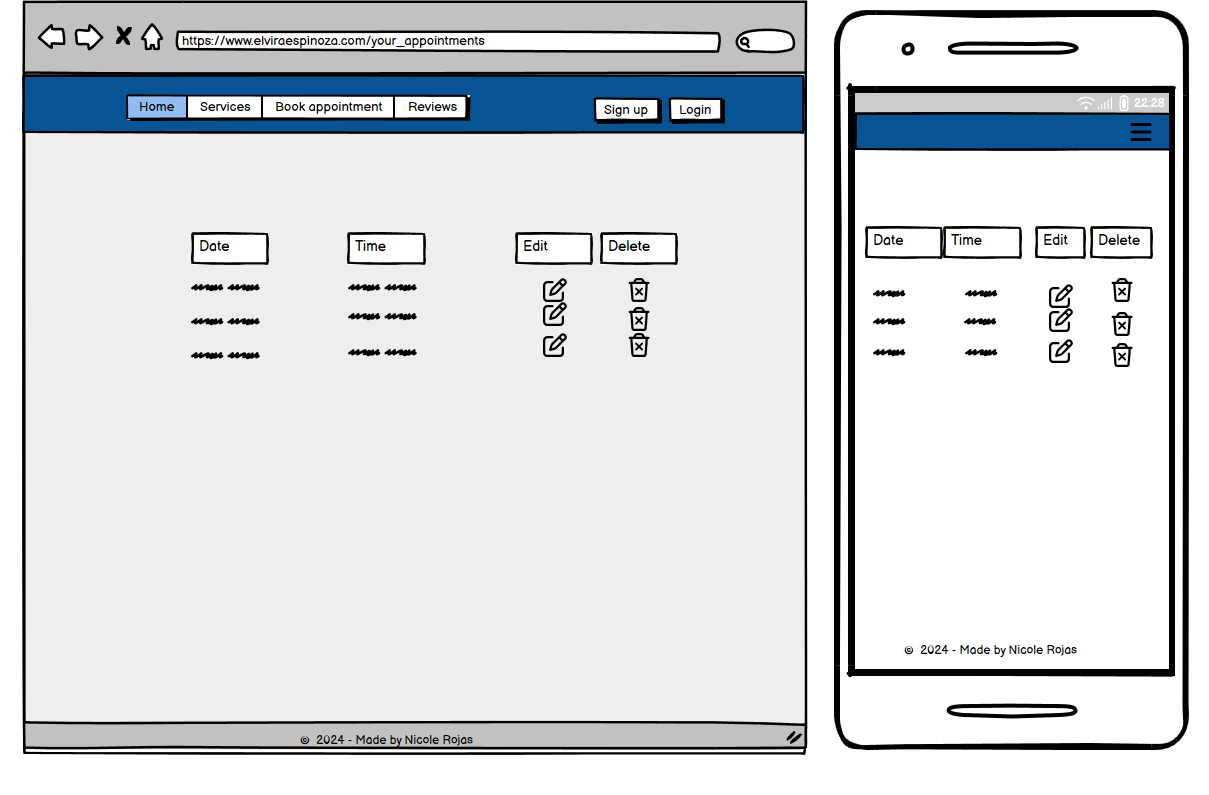 https://www.elviraespinoza.com/your_appointments
Home Services Book appointment Reviews Sign up Login
Date Time Edit Delete
© 2024 - Made by Nicole Rojas
22:28
Date Time Edit Delete
© 2024 - Made by Nicole Rojas